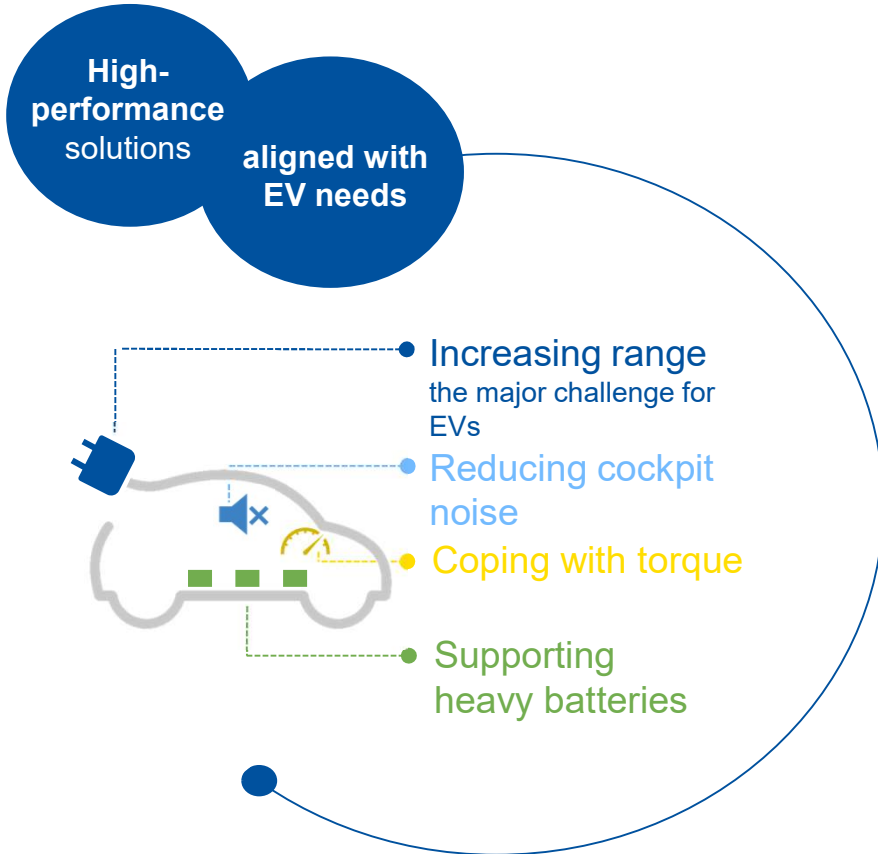 High-
performance
solutions
aligned with
EV needs
Increasing range
the major challenge for
EVs
Reducing cockpit
noise
Coping with torque
Supporting
heavy batteries